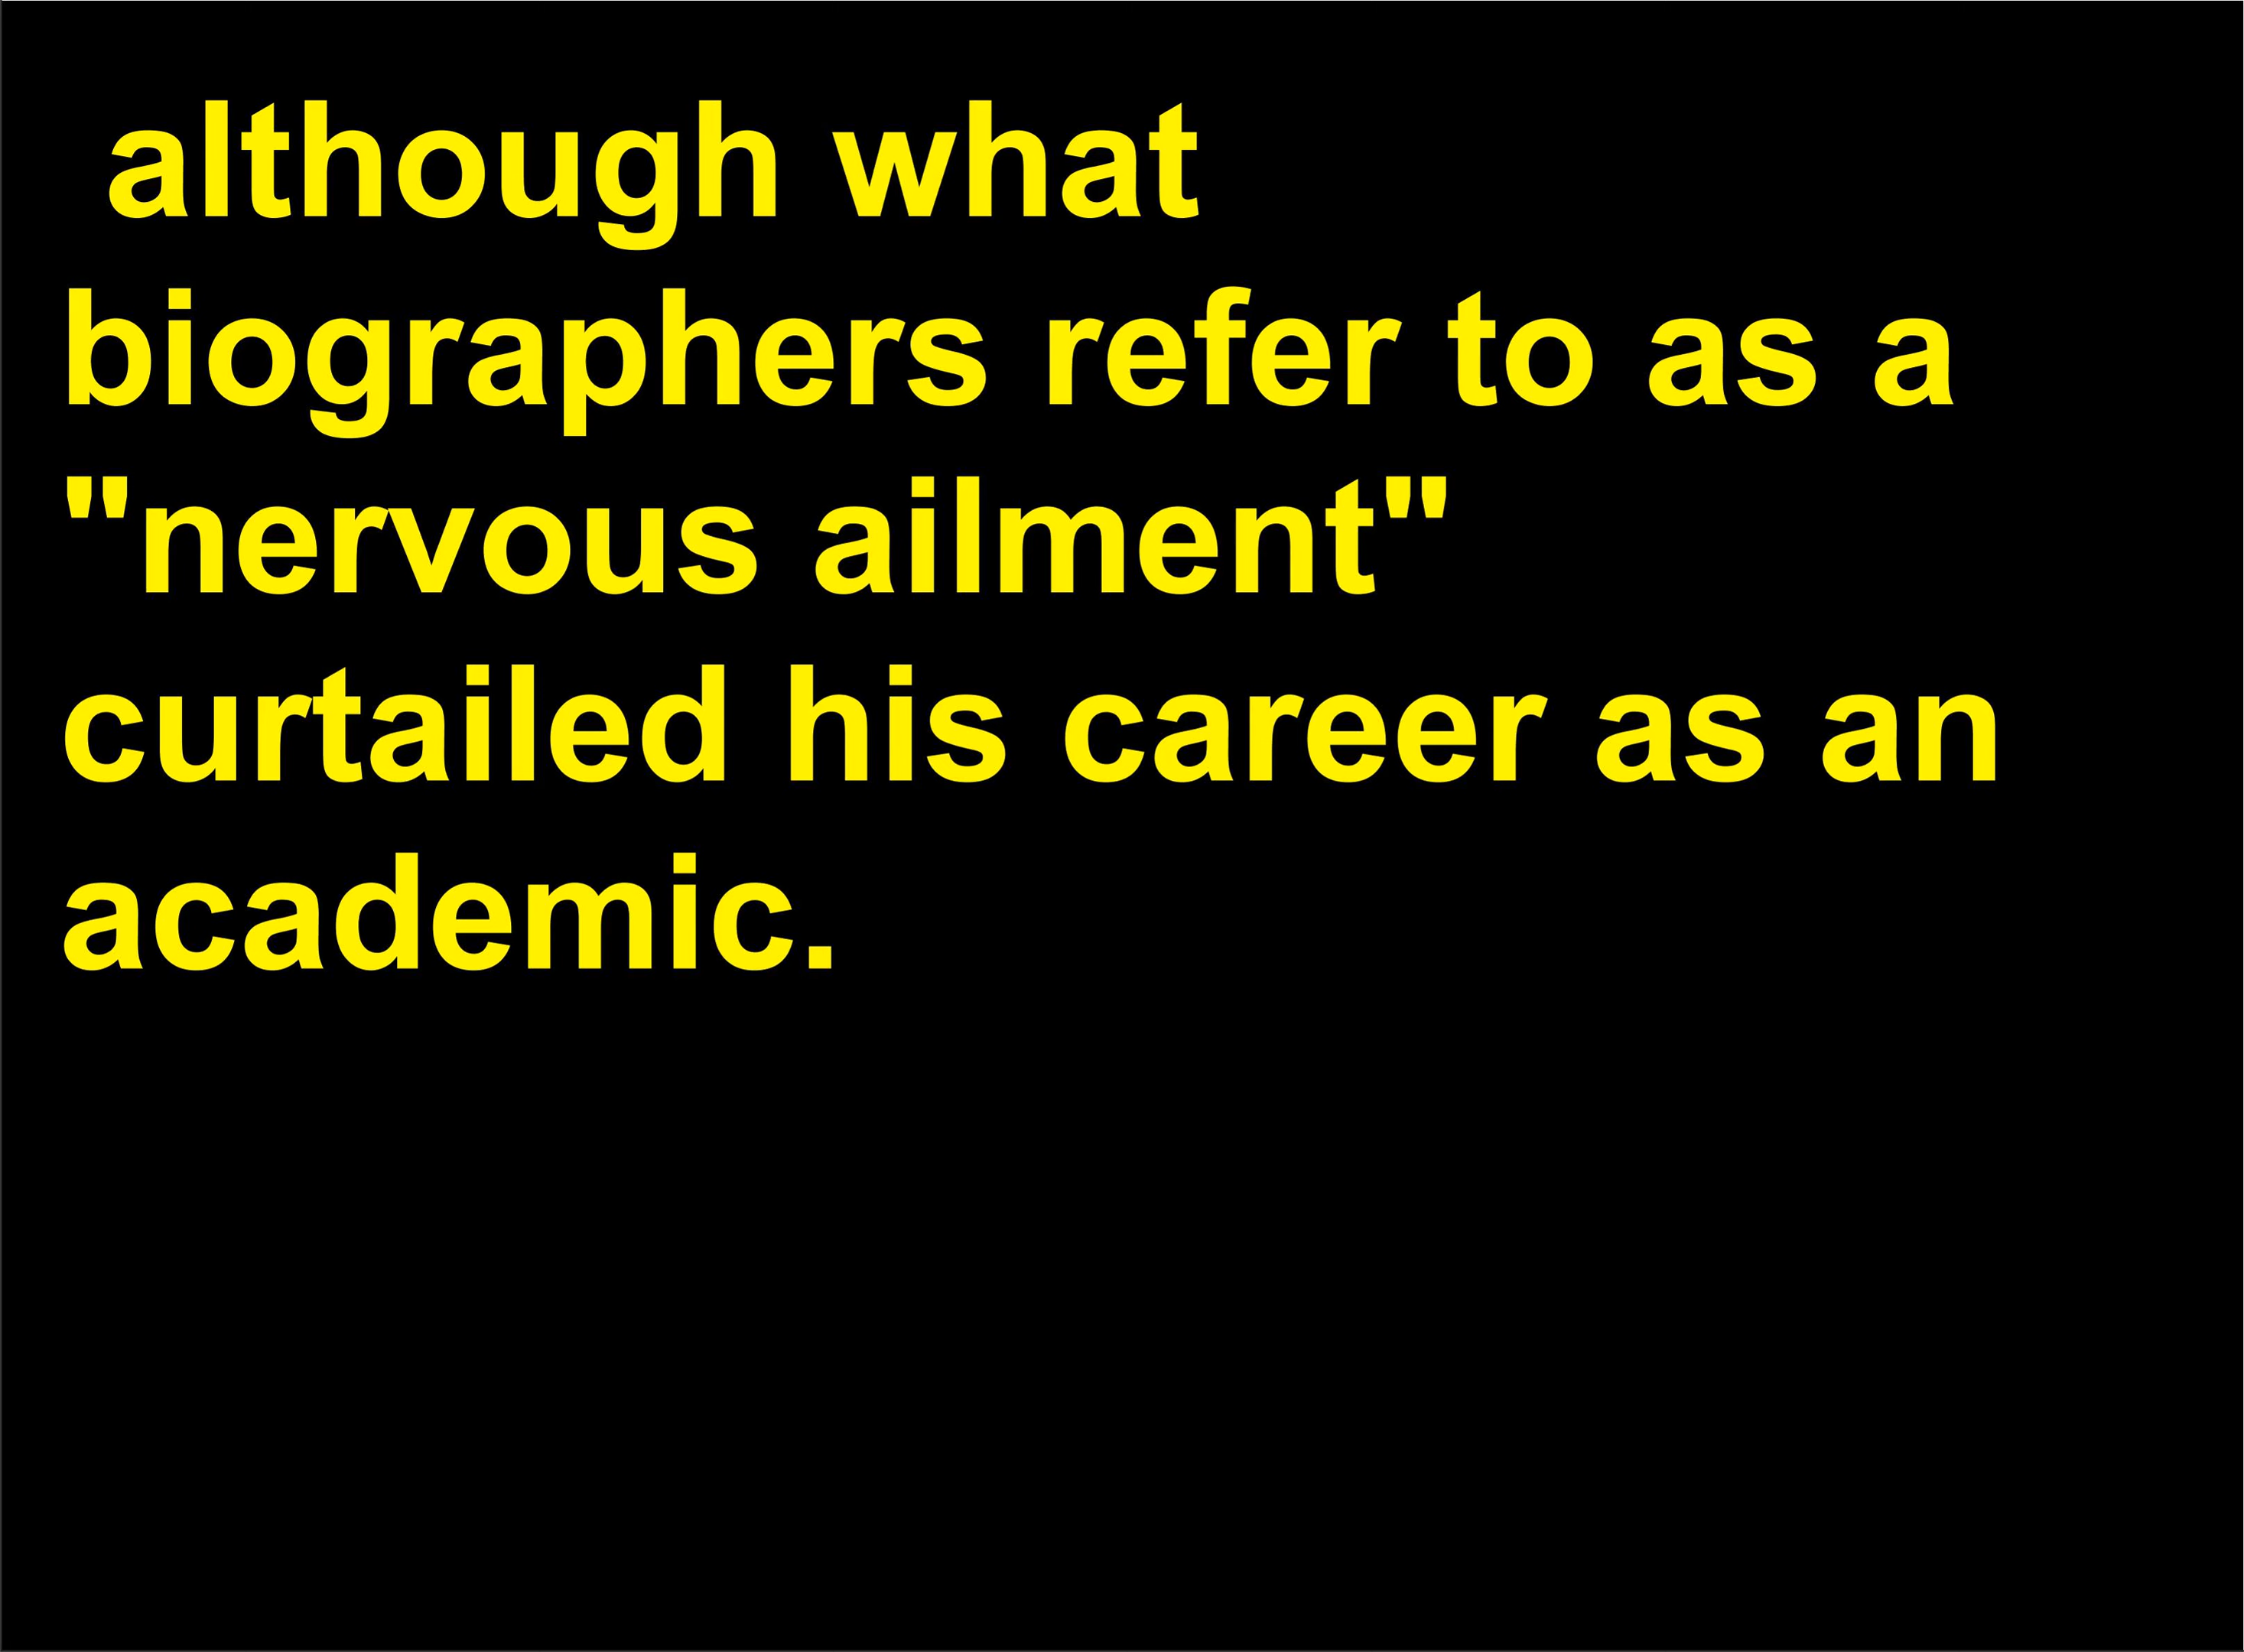 although what
biographers refer to as a
"nervous ailment"
curtailed his career as an
academic.